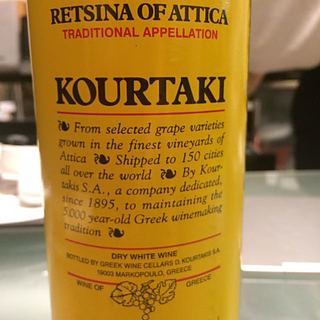 RETSINA OF ATTICA
TRADITIONAL APPELLATION
KOURTAKI
From selected grape varieties
grown in the finest vineyards of
Attica Shipped to 150 cities
all over the world By Kour-
takis S.A., a company dedicated,
since 1895, to maintaining the
5.000 year-old Greek winemaking
tradition
DRY WHITE WINE
BOTTLED BY GREEK WINE CELLARS D. KOURTAKIS S.A.
19003 MARKOPOULO, GREECE
WINE OF GREECE